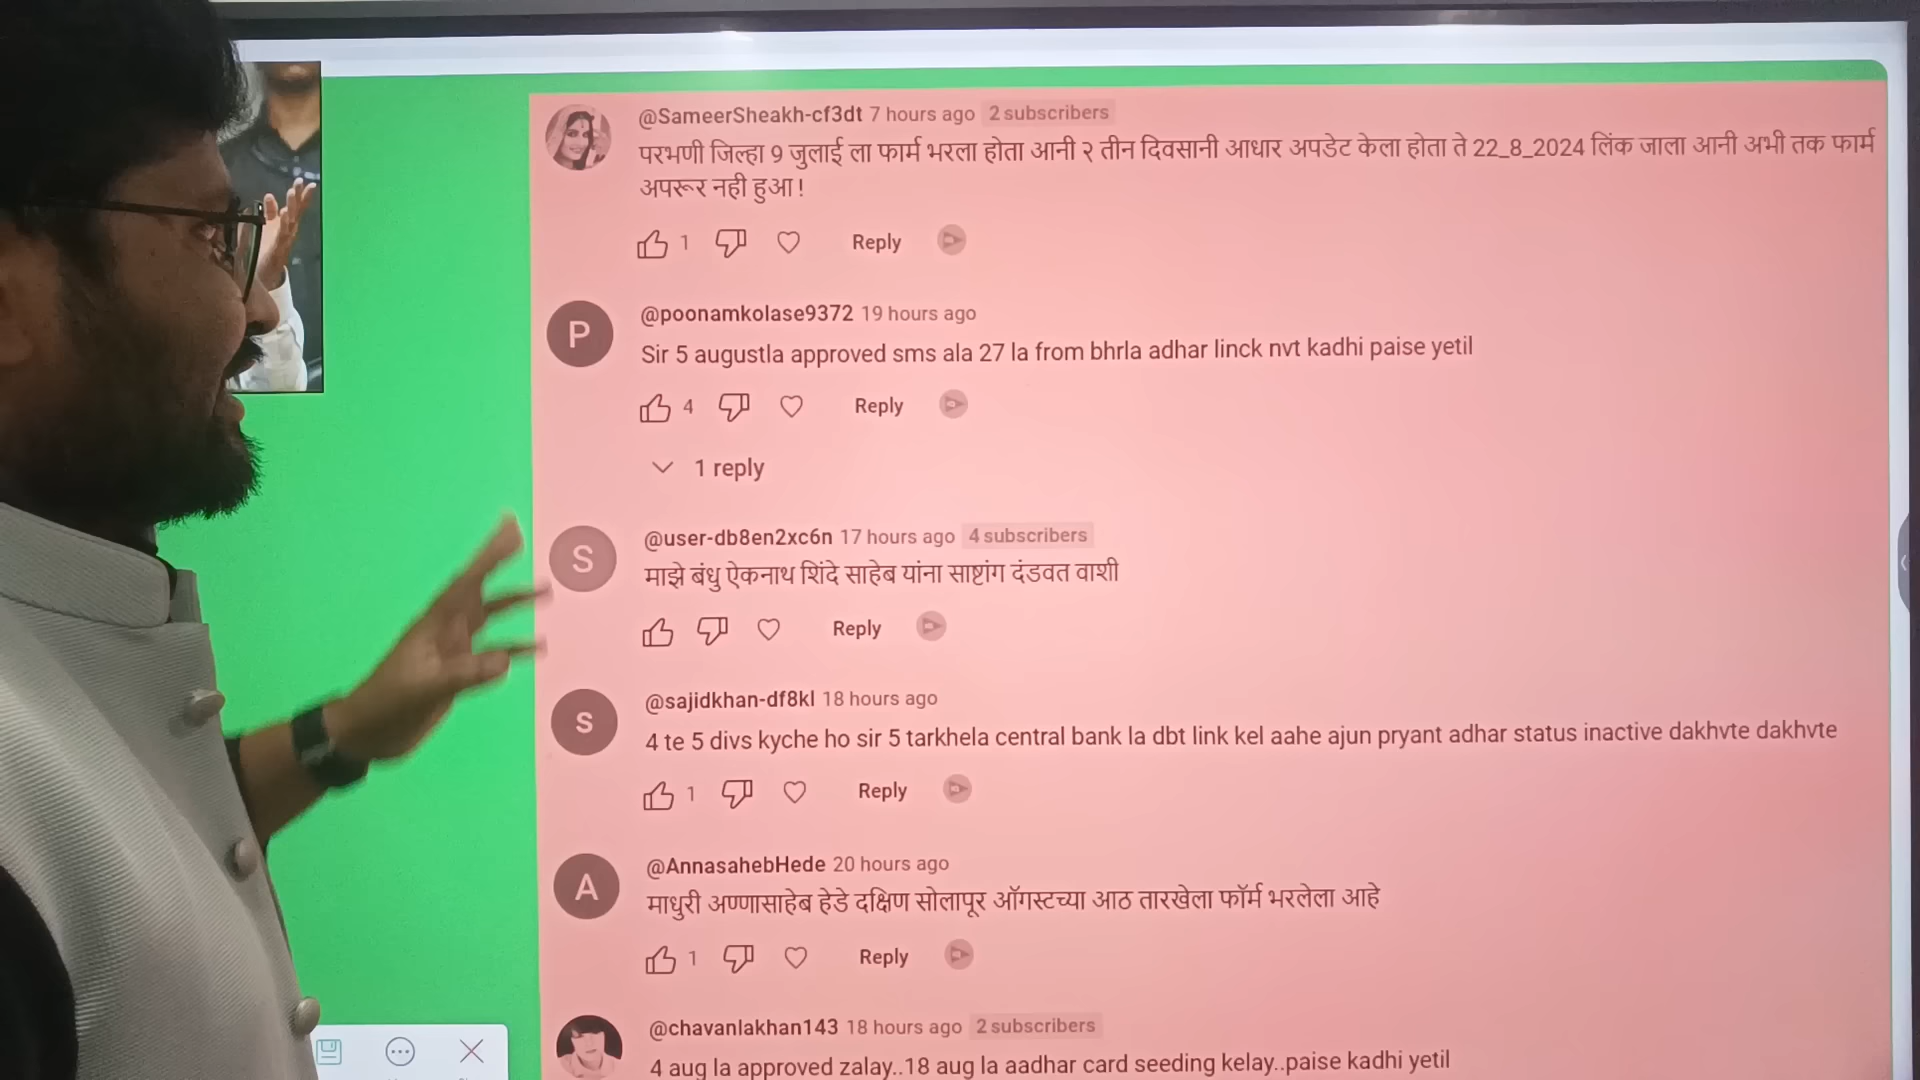 @SameerSheakh-cf3dt 7 hours ago 2 subscribers
परभणी जिल्हा 9 जुलाई ला फार्म भरला होता आनी २ तीन दिवसानी आधार अपडेट केला होता ते 22_8_2024 लिंक जाला आनी अभी तक फार्म
अपरूर नही हुआ !
1 Reply
P @poonamkolase9372 19 hours ago
Sir 5 augustla approved sms ala 27 la from bhrla adhar linck nvt kadhi paise yetil
4 Reply
1 reply
S @user-db8en2xc6n 17 hours ago 4 subscribers
माझे बंधु ऐकनाथ शिंदे साहेब यांना साष्टांग दंडवत वाशी
Reply
S @sajidkhan-df8kl 18 hours ago
4 te 5 divs kyche ho sir 5 tarkhela central bank la dbt link kel aahe ajun pryant adhar status inactive dakhvte dakhvte
1 Reply
A @AnnasahebHede 20 hours ago
माधुरी अण्णासाहेब हेडे दक्षिण सोलापूर ऑगस्टच्या आठ तारखेला फॉर्म भरलेला आहे
1 Reply
@chavanlakhan143 18 hours ago 2 subscribers
4 aug la approved zalay..18 aug la aadhar card seeding kelay..paise kadhi yetil